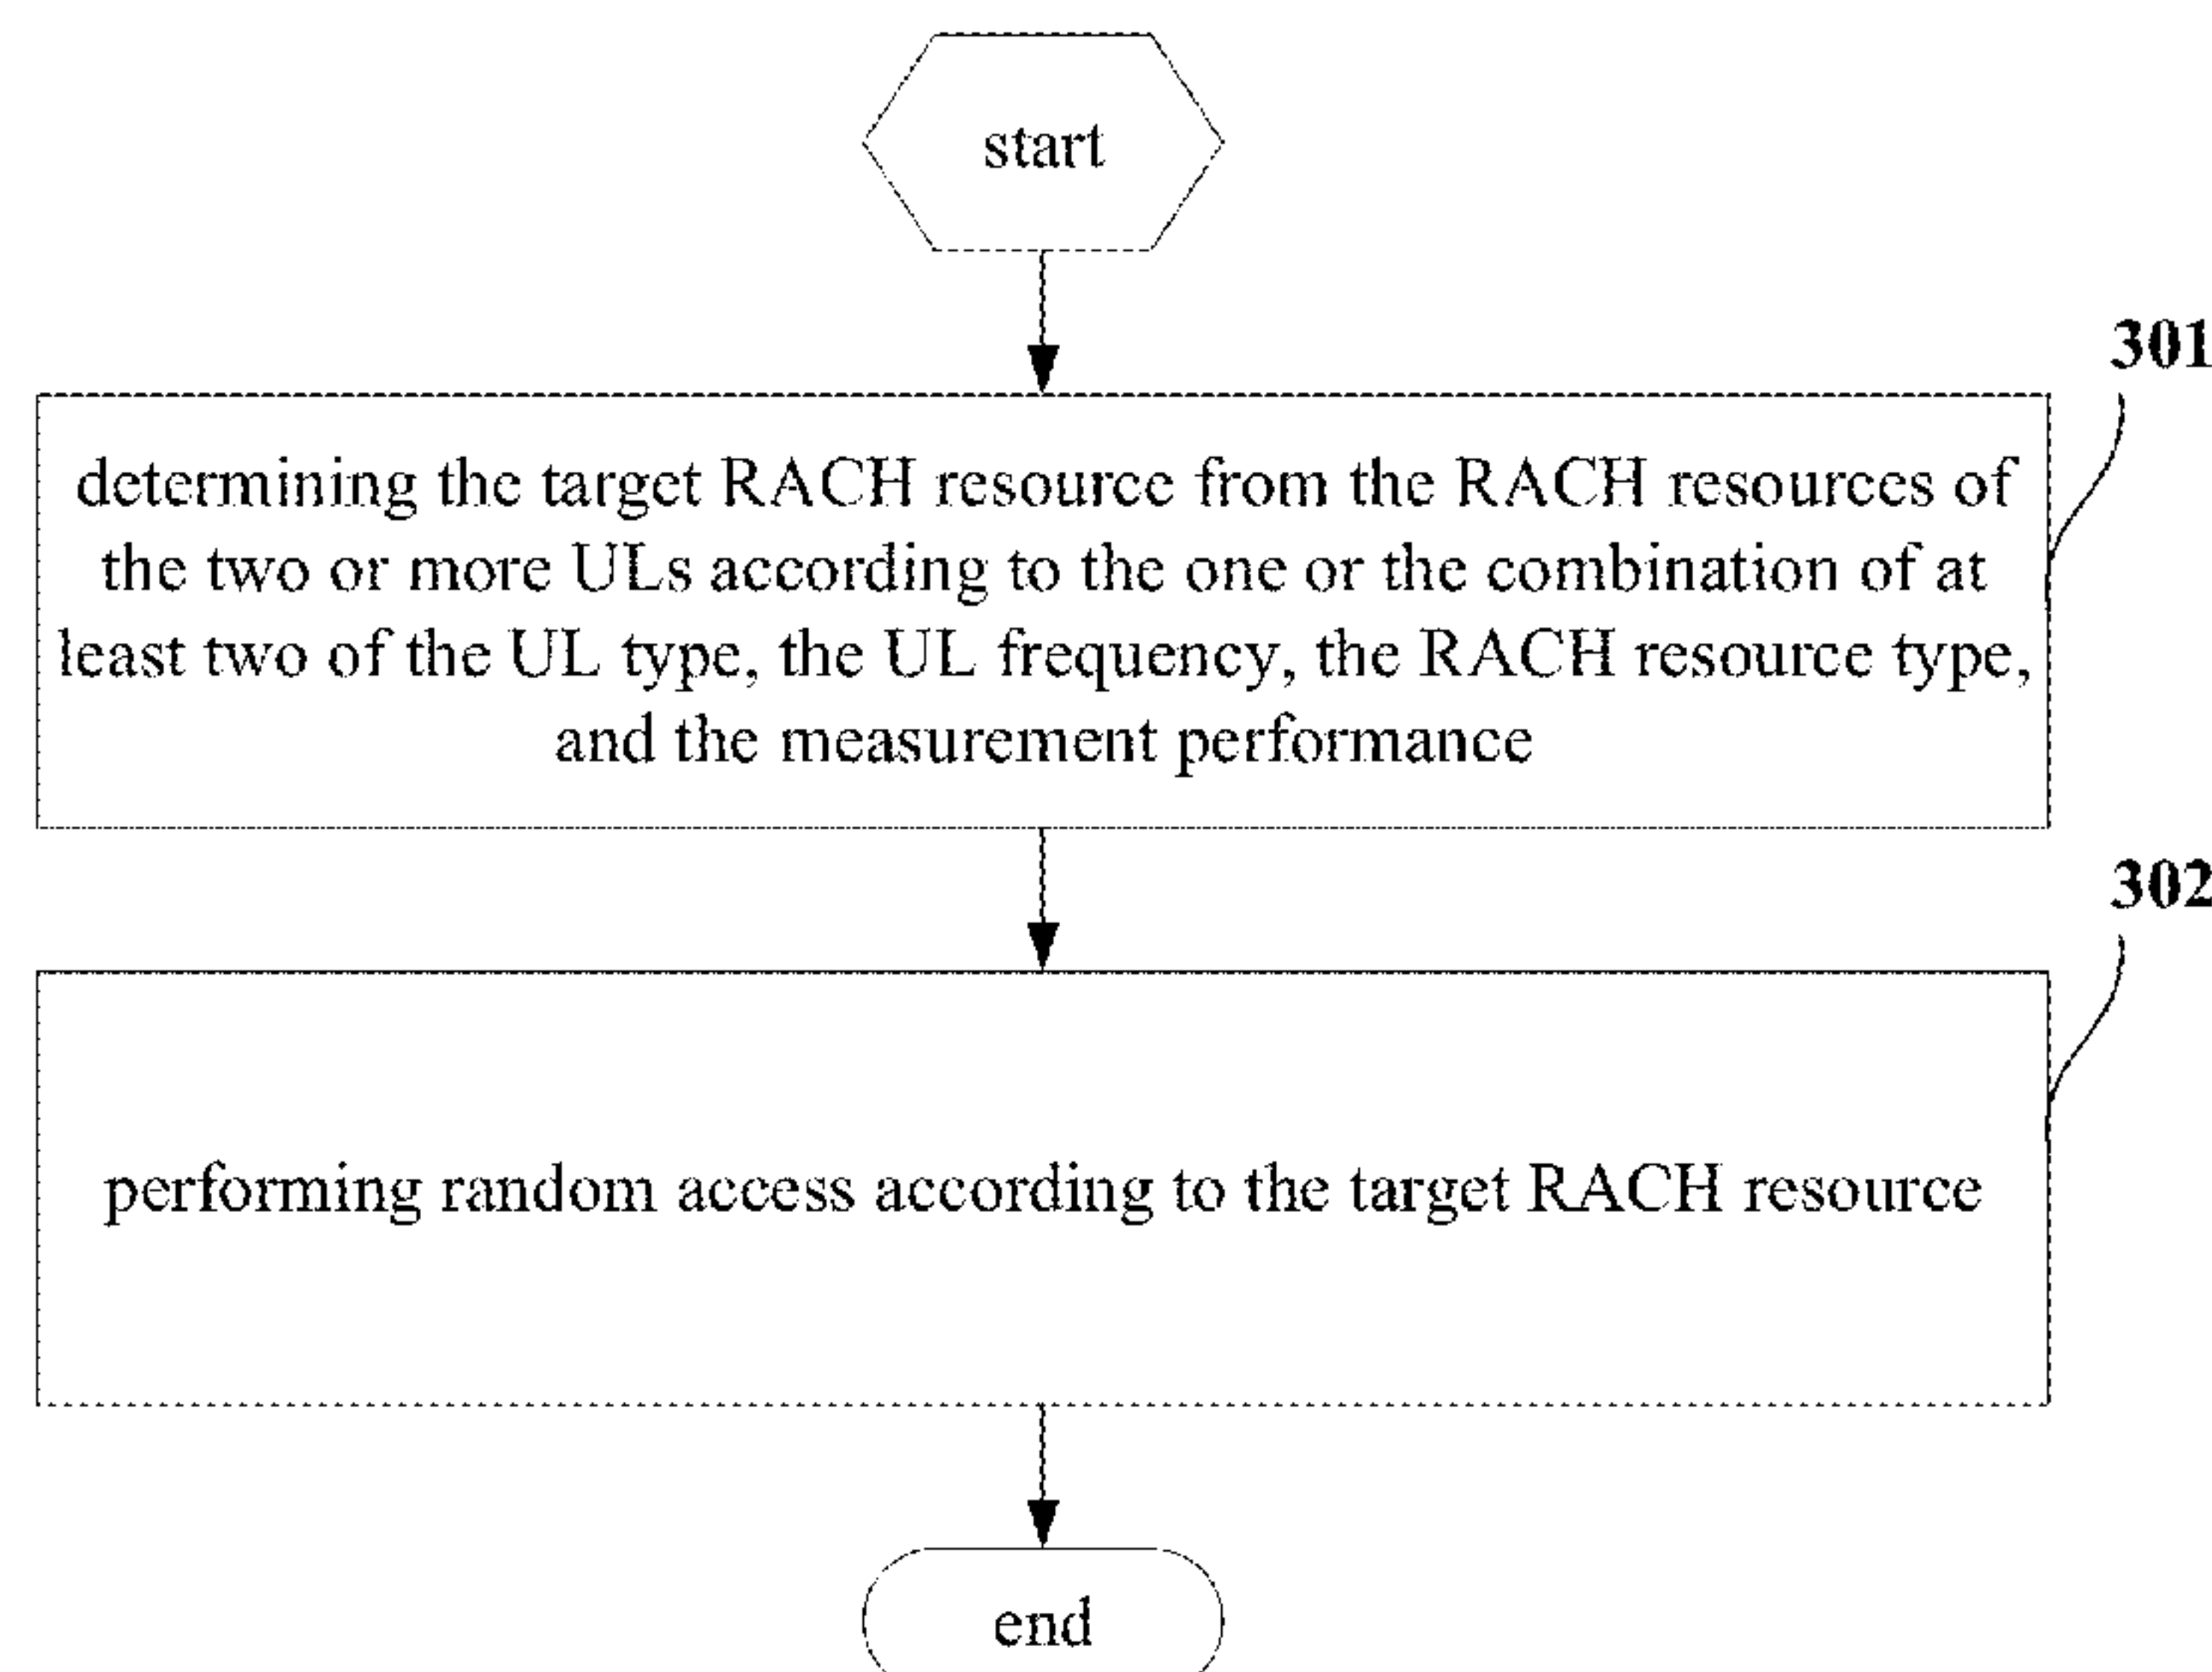 start
301
determining the target RACH resource from the RACH resources of
the two or more ULs according to the one or the combination of at
least two of the UL type, the UL frequency, the RACH resource type,
and the measurement performance
302
performing random access according to the target RACH resource
end